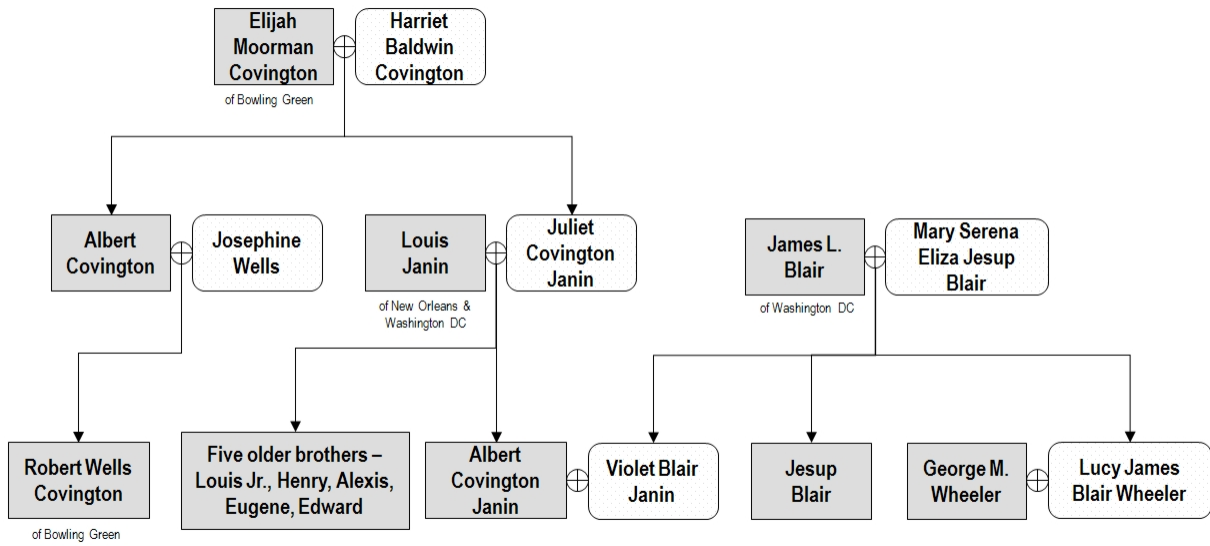 Elijah
Moorman
Covington
Harriet
Baldwin
Covington
of Bowling Green
Albert
Covington
Josephine
Wells
Louis
Janin
Juliet
Covington
Janin
of New Orleans &
Washington DC
James L.
Blair
Mary Serena
Eliza Jesup
Blair
of Washington DC
Robert Wells
Covington
of Bowling Green
Five older brothers –
Louis Jr., Henry, Alexis,
Eugene, Edward
Albert
Covington
Janin
Violet Blair
Janin
Jesup
Blair
George M.
Wheeler
Lucy James
Blair Wheeler